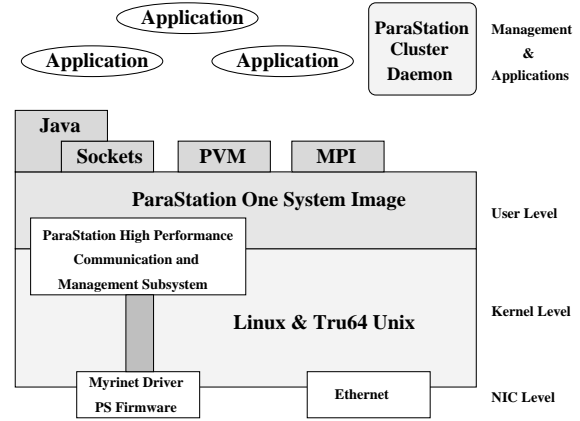 Application
Application
Application
ParaStation
Cluster
Daemon
Management
&
Applications
Java
Sockets
PVM
MPI
ParaStation One System Image
User Level
ParaStation High Performance
Communication and
Management Subsystem
Linux & Tru64 Unix
Kernel Level
Myrinet Driver
PS Firmware
Ethernet
NIC Level